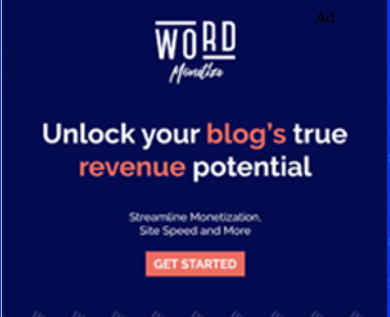 Ad
WORD
Monetize
Unlock your blog's true
revenue potential
Streamline Monetization,
Site Speed and More
GET STARTED